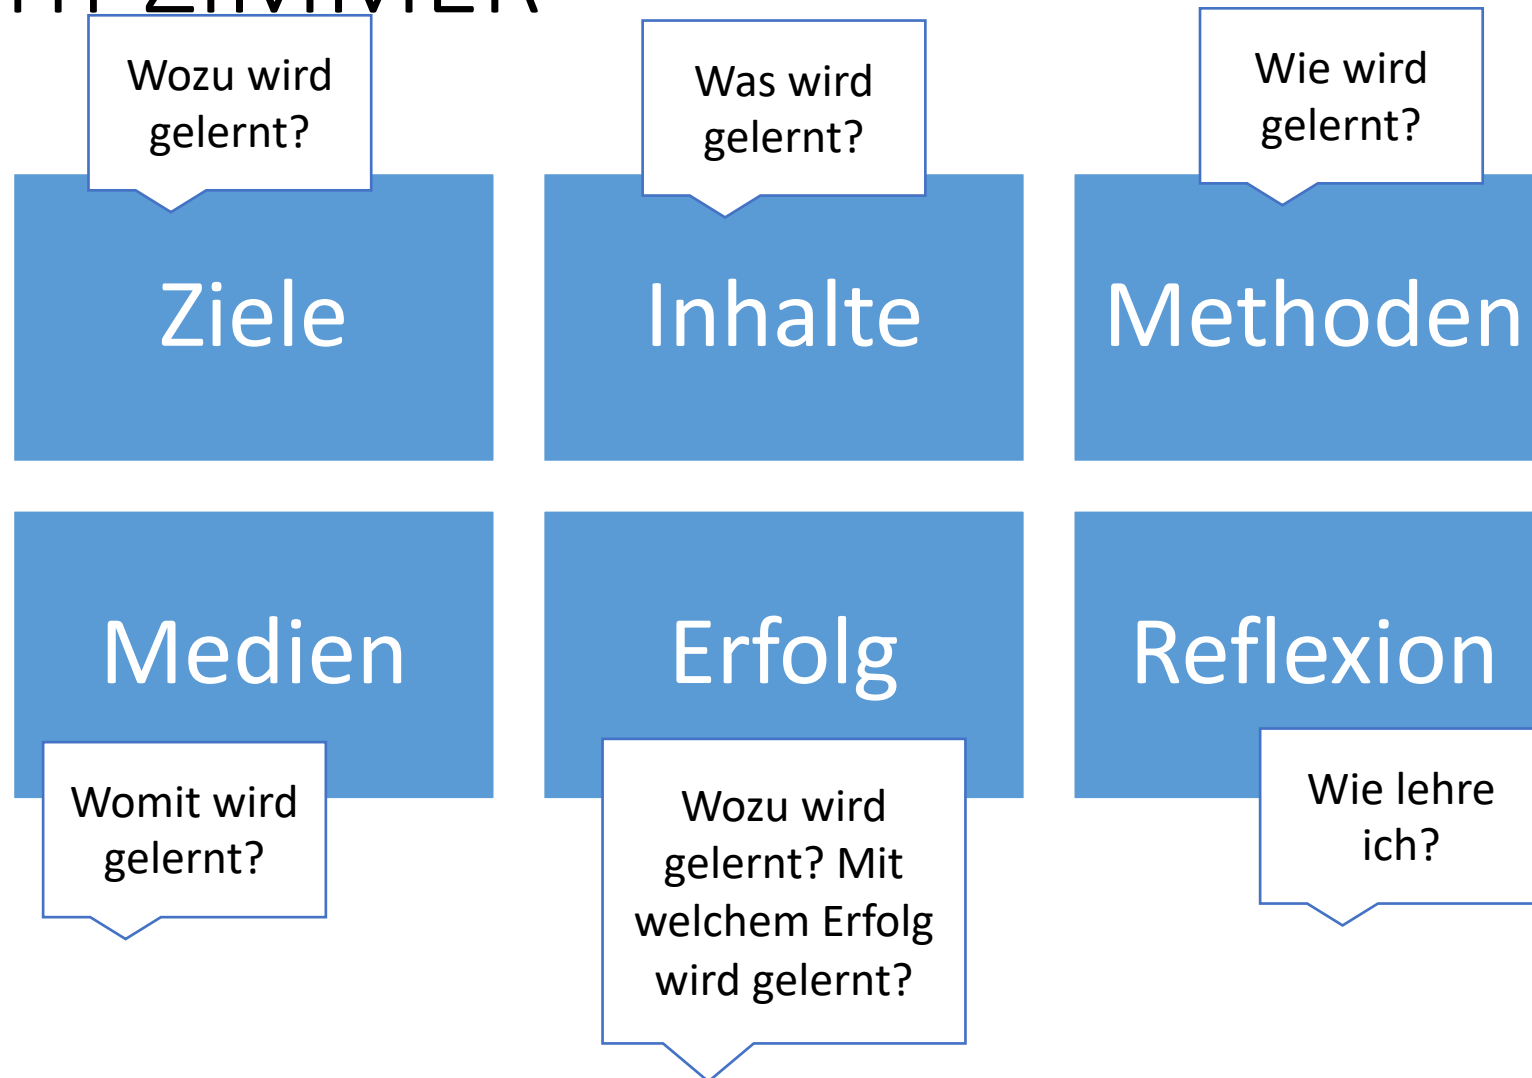 ZIMMER
Wozu wird
gelernt?
Was wird
gelernt?
Wie wird
gelernt?
Ziele
Inhalte
Methoden
Medien
Erfolg
Reflexion
Womit wird
gelernt?
Wozu wird
gelernt? Mit
welchem Erfolg
wird gelernt?
Wie lehre
ich?